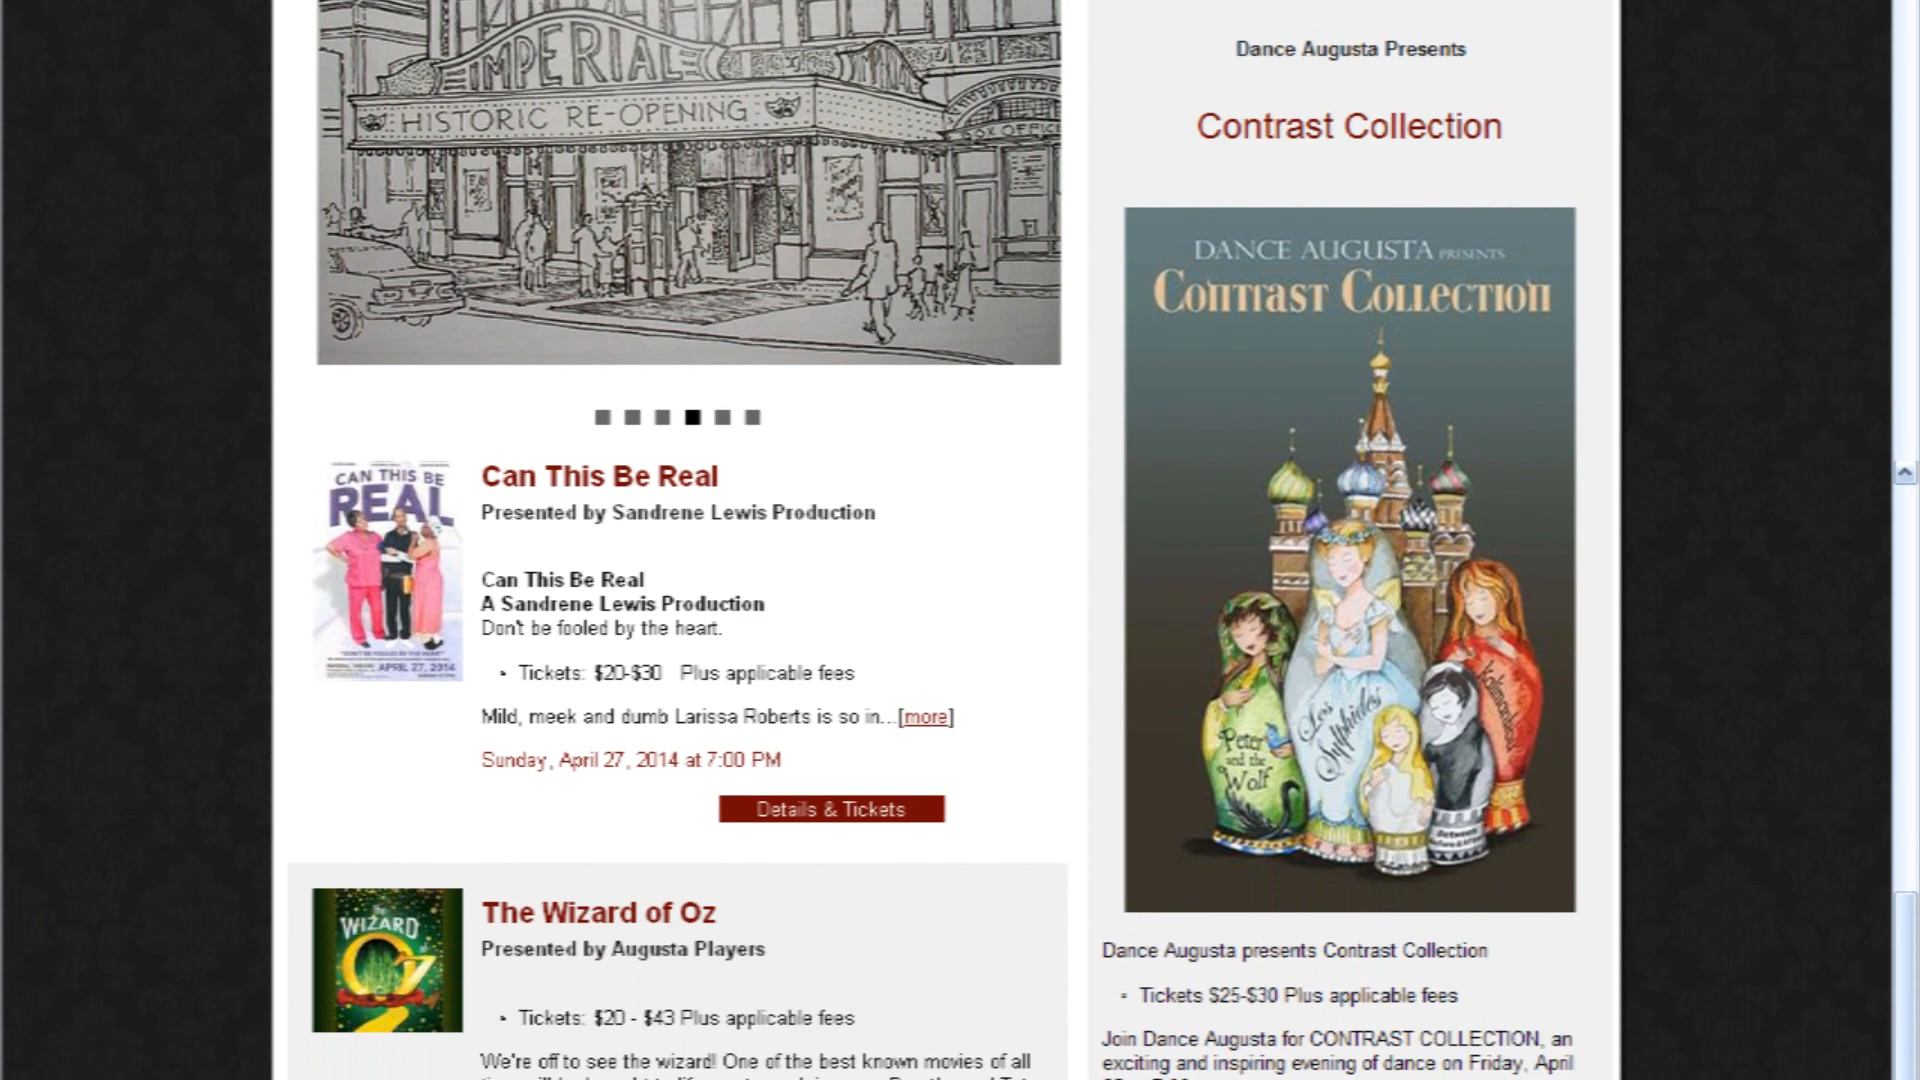 IMPERIAL
HISTORIC RE-OPENING
BOX OFFICE
Can This Be Real
Presented by Sandrene Lewis Production
CAN THIS BE
REAL
APRIL 27, 2014
Can This Be Real
A Sandrene Lewis Production
Don't be fooled by the heart.
• Tickets: $20-$30 Plus applicable fees
Mild, meek and dumb Larissa Roberts is so in...[more]
Sunday, April 27, 2014 at 7:00 PM
Details & Tickets
The Wizard of Oz
Presented by Augusta Players
WIZARD
OZ
• Tickets: $20 - $43 Plus applicable fees
We're off to see the wizard! One of the best known movies of all
Dance Augusta Presents
Contrast Collection
DANCE AUGUSTA PRESENTS
CONTRAST COLLECTION
Peter
and the
Wolf
Les
Sylphides
Between
Dance Augusta presents Contrast Collection
• Tickets $25-$30 Plus applicable fees
Join Dance Augusta for CONTRAST COLLECTION, an
exciting and inspiring evening of dance on Friday, April